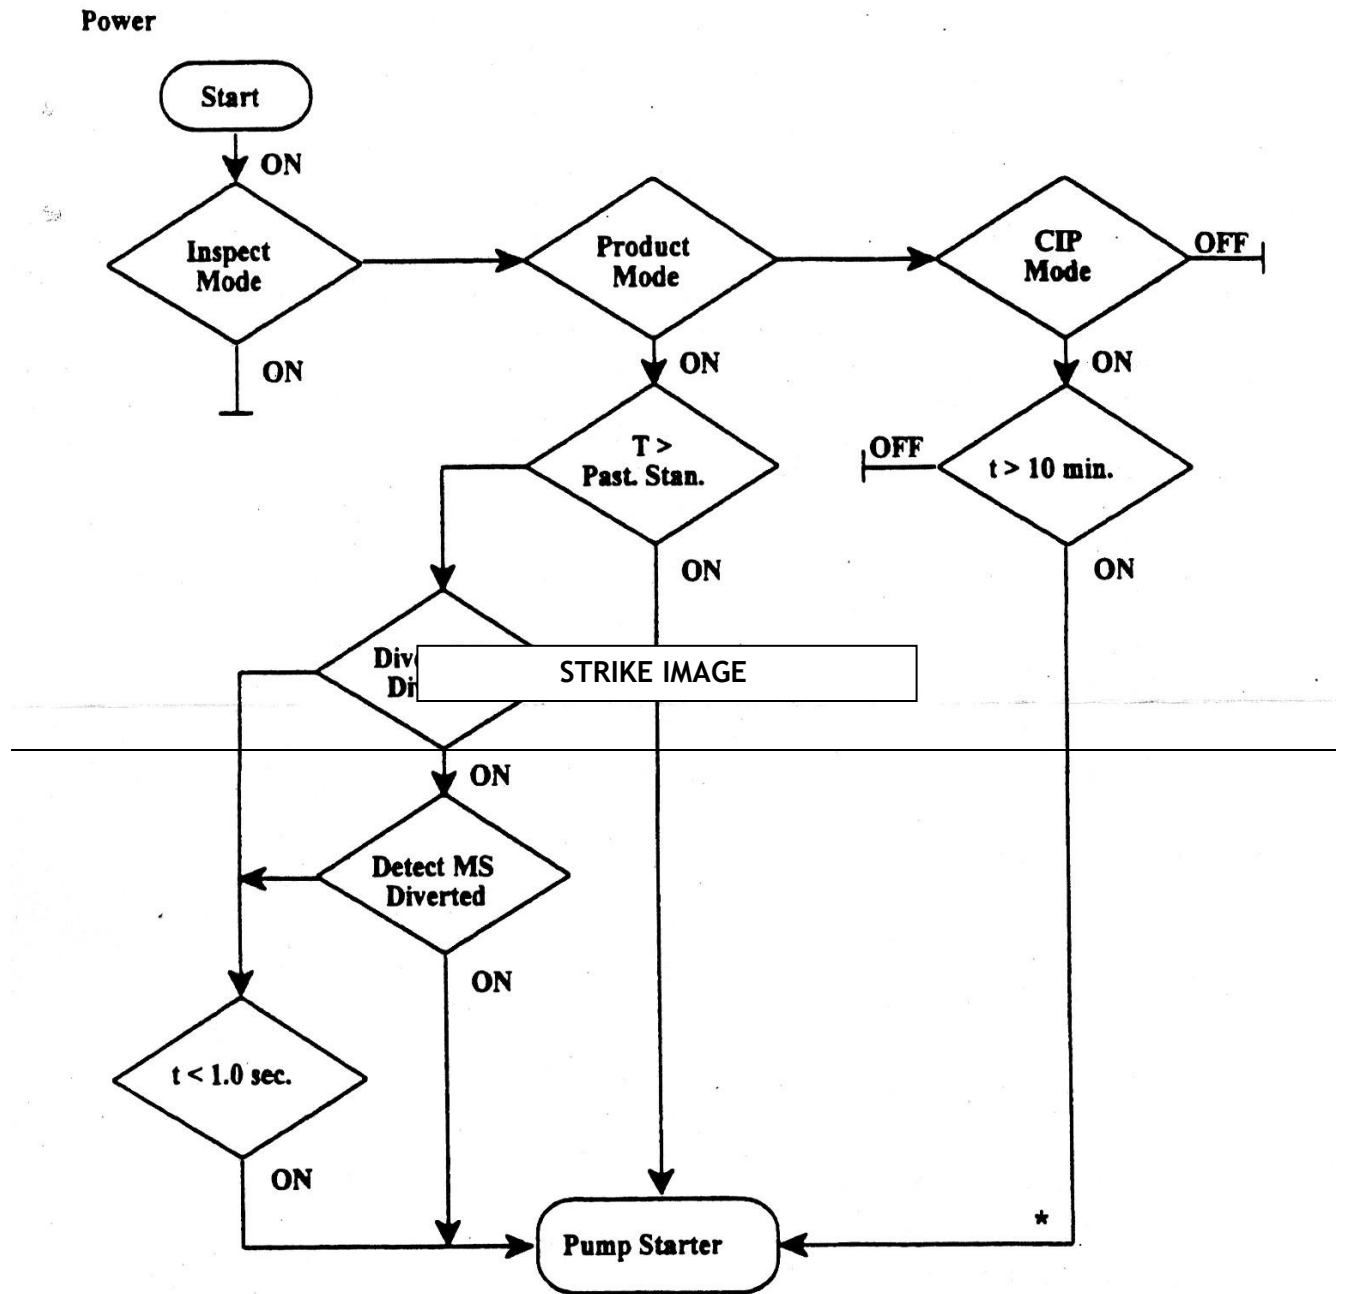 Power
Start
ON
Inspect
Mode
ON
Product
Mode
ON
CIP
Mode
OFF
ON
T >
Past. Stan.
ON
OFF
t > 10 min.
ON
STRIKE IMAGE
ON
Detect MS
Diverted
ON
t < 1.0 sec.
ON
Pump Starter
*